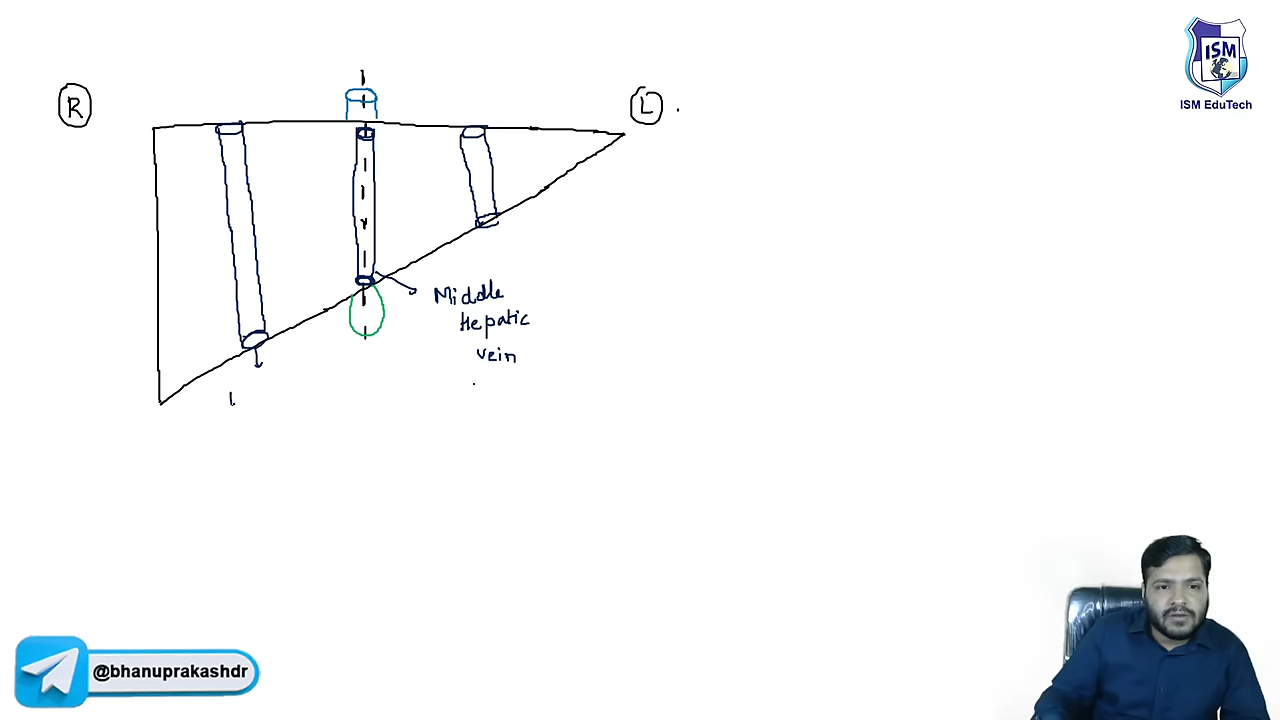 ISM
ISM EduTech
R
L
Middle
Hepatic
vein
@bhanuprakashdr